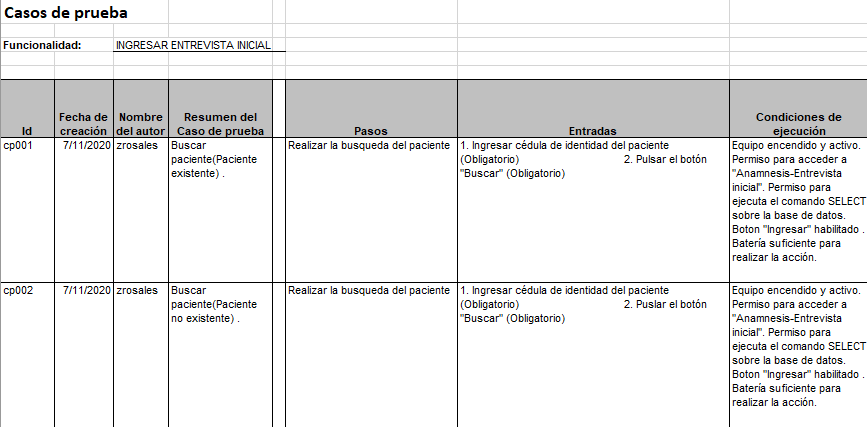 Casos de prueba
Funcionalidad: INGRESAR ENTREVISTA INICIAL
Id
Fecha de
creación
Nombre
del autor
Resumen del
Caso de prueba
Pasos
Entradas
Condiciones de
ejecución
cp001
7/11/2020
zrosales
Buscar
paciente(Paciente
existente) .
Realizar la busqueda del paciente
1. Ingresar cédula de identidad del paciente
(Obligatorio) 2. Pulsar el botón
"Buscar" (Obligatorio)
Equipo encendido y activo.
Permiso para acceder a
"Anamnesis-Entrevista
inicial". Permiso para
ejecuta el comando SELECT
sobre la base de datos.
Boton "Ingresar" habilitado .
Batería suficiente para
realizar la acción.
cp002
7/11/2020
zrosales
Buscar
paciente(Paciente
no existente) .
Realizar la busqueda del paciente
1. Ingresar cédula de identidad del paciente
(Obligatorio) 2. Puslar el botón
"Buscar" (Obligatorio)
Equipo encendido y activo.
Permiso para acceder a
"Anamnesis-Entrevista
inicial". Permiso para
ejecuta el comando SELECT
sobre la base de datos.
Boton "Ingresar" habilitado .
Batería suficiente para
realizar la acción.